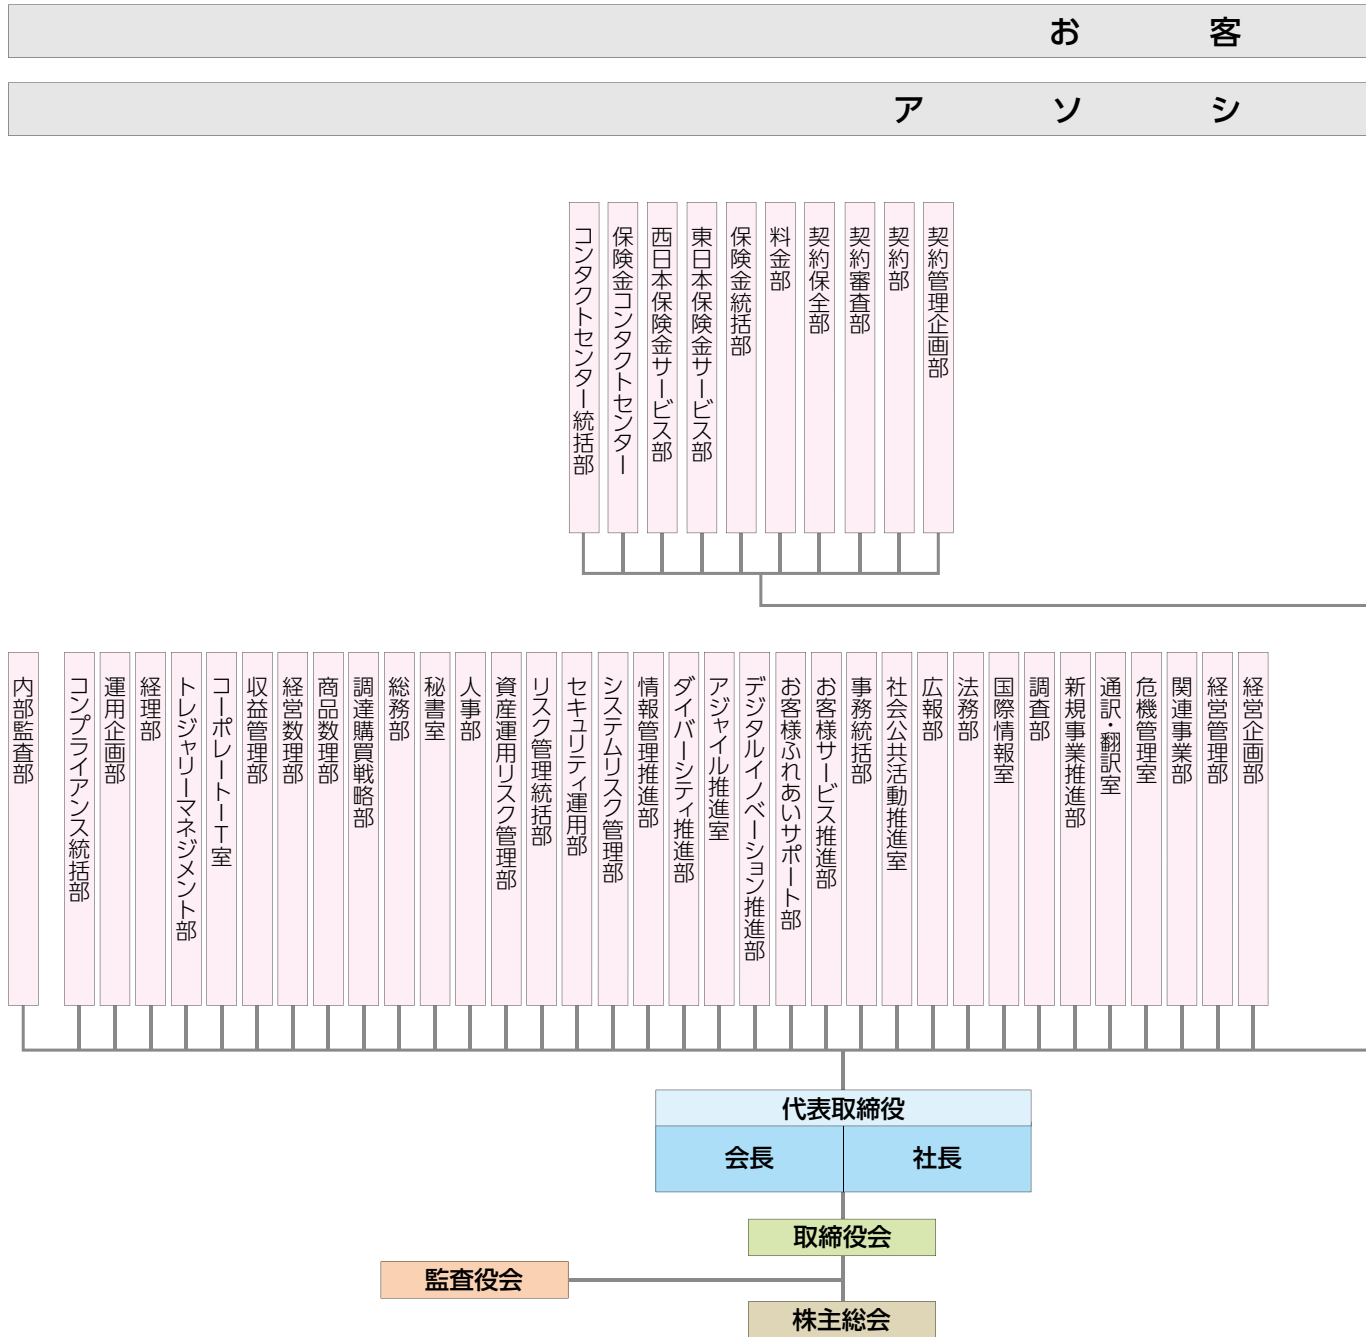 お客
アソシ
コンタクトセンター統括部
保険金コンタクトセンター
西日本保険金サービス部
東日本保険金サービス部
保険金統括部
料金部
契約保全部
契約審査部
契約部
契約管理企画部
内部監査部
コンプライアンス統括部
運用企画部
経理部
トレジャリーマネジメント部
コーポレートIT室
収益管理部
経営数理部
商品数理部
調達購買戦略部
総務部
秘書室
人事部
資産運用リスク管理部
リスク管理統括部
セキュリティ運用部
システムリスク管理部
情報管理推進部
ダイバーシティ推進部
アジャイル推進室
デジタルイノベーション推進部
お客様ふれあいサポート部
お客様サービス推進部
事務統括部
社会公共活動推進室
広報部
法務部
国際情報室
調査部
新規事業推進部
通訳・翻訳室
危機管理室
関連事業部
経営管理部
経営企画部
代表取締役
会長 社長
取締役会
監査役会
株主総会